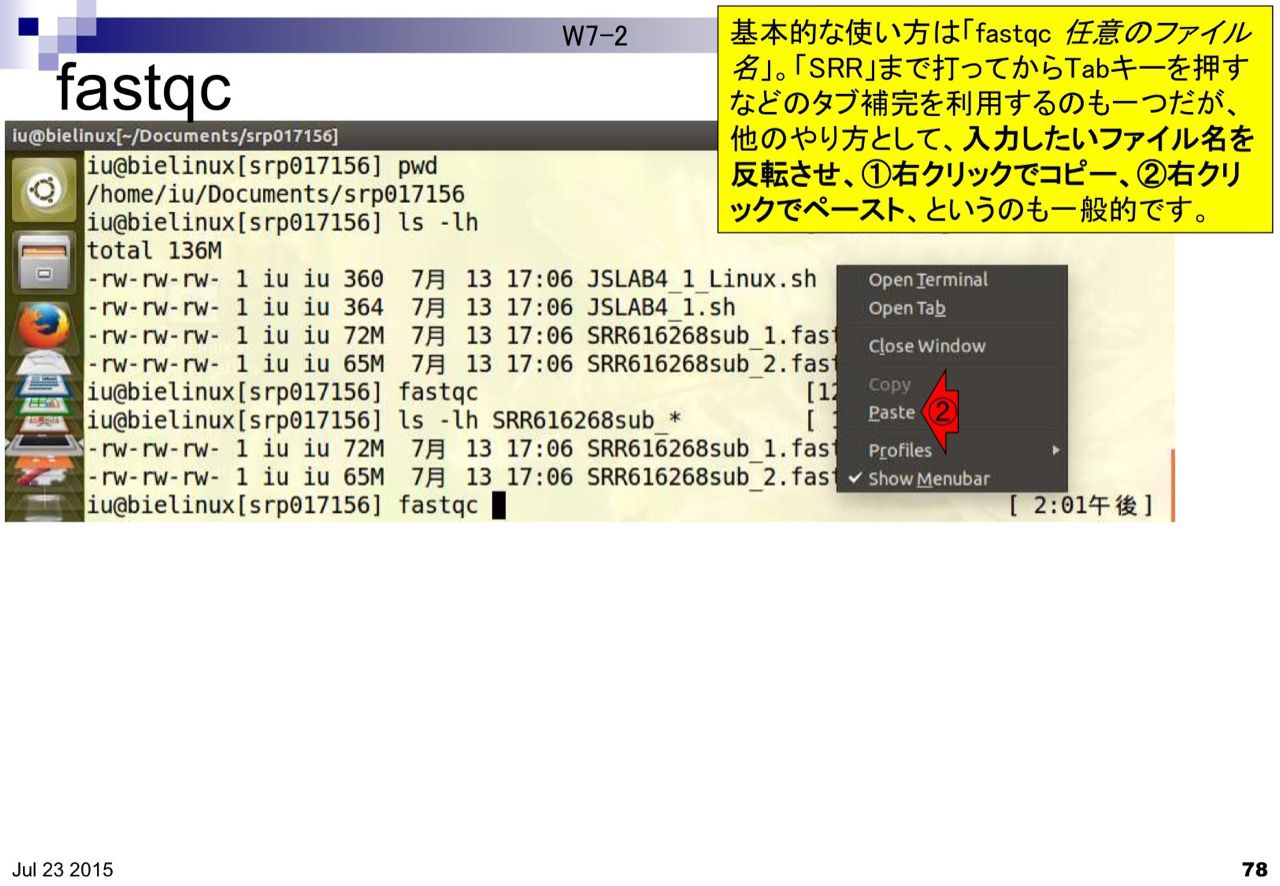 W7-2
fastqc
基本的な使い方は「fastqc 任意のファイル
名」。「SRR」まで打ってからTabキーを押す
などのタブ補完を利用するのも一つだが、
他のやり方として、入力したいファイル名を
反転させ、①右クリックでコピー、②右クリ
ックでペースト、というのも一般的です。
iu@bielinux[~/Documents/srp017156]
iu@bielinux[srp017156] pwd
/home/iu/Documents/srp017156
iu@bielinux[srp017156] ls -lh
total 136M
-rw-rw-rw- 1 iu iu 360 7月 13 17:06 JSLAB4_1_Linux.sh
-rw-rw-rw- 1 iu iu 364 7月 13 17:06 JSLAB4_1.sh
-rw-rw-rw- 1 iu iu 72M 7月 13 17:06 SRR616268sub_1.fast
-rw-rw-rw- 1 iu iu 65M 7月 13 17:06 SRR616268sub_2.fast
iu@bielinux[srp017156] fastqc [12
iu@bielinux[srp017156] ls -lh SRR616268sub_* [ 1
-rw-rw-rw- 1 iu iu 72M 7月 13 17:06 SRR616268sub_1.fast
-rw-rw-rw- 1 iu iu 65M 7月 13 17:06 SRR616268sub_2.fast
iu@bielinux[srp017156] fastqc [ 2:01午後]
Open Terminal
Open Tab
Close Window
Copy
Paste
②
Profiles
Show Menubar
Jul 23 2015
78